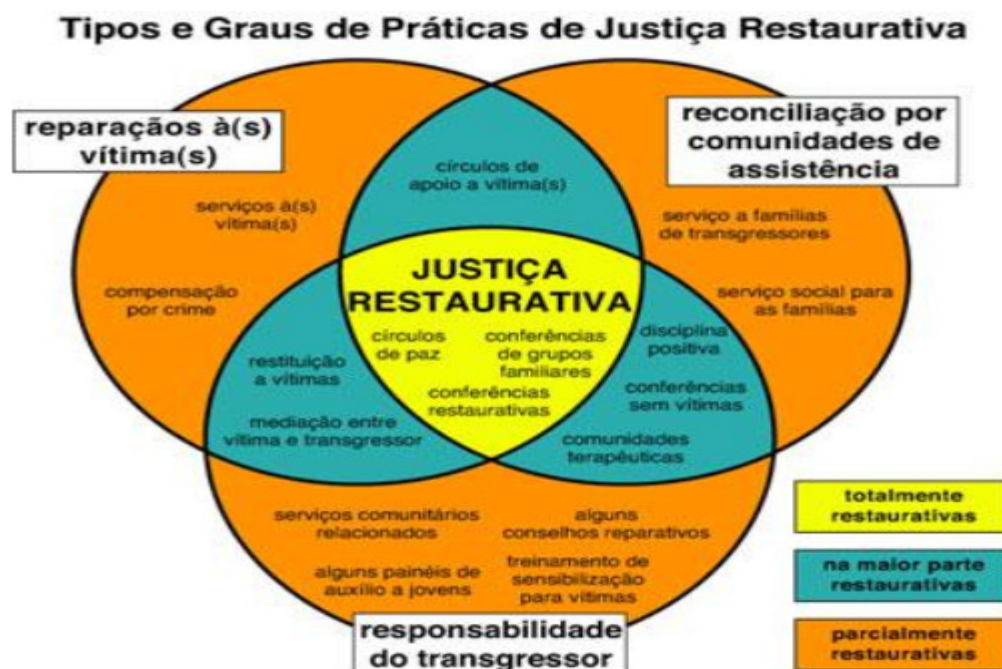 Tipos e Graus de Práticas de Justiça Restaurativa
reparaçãos à(s)
vítima(s)
reconciliação por
comunidades de
assistência
círculos de
apoio a vítima(s)
serviços à(s)
vítima(s)
serviço a famílias
de transgressores
compensação
por crime
JUSTIÇA
RESTAURATIVA
serviço social para
as famílias
círculos
de paz
conferências
de grupos
familiares
disciplina
positiva
restituição
a vítimas
conferências
restaurativas
conferências
sem vítimas
mediação entre
vítima e transgressor
comunidades
terapêuticas
serviços comunitários
relacionados
alguns
conselhos reparativos
alguns painéis de
auxílio a jovens
treinamento de
sensibilização
para vítimas
responsabilidade
do transgressor
totalmente
restaurativas
na maior parte
restaurativas
parcialmente
restaurativas